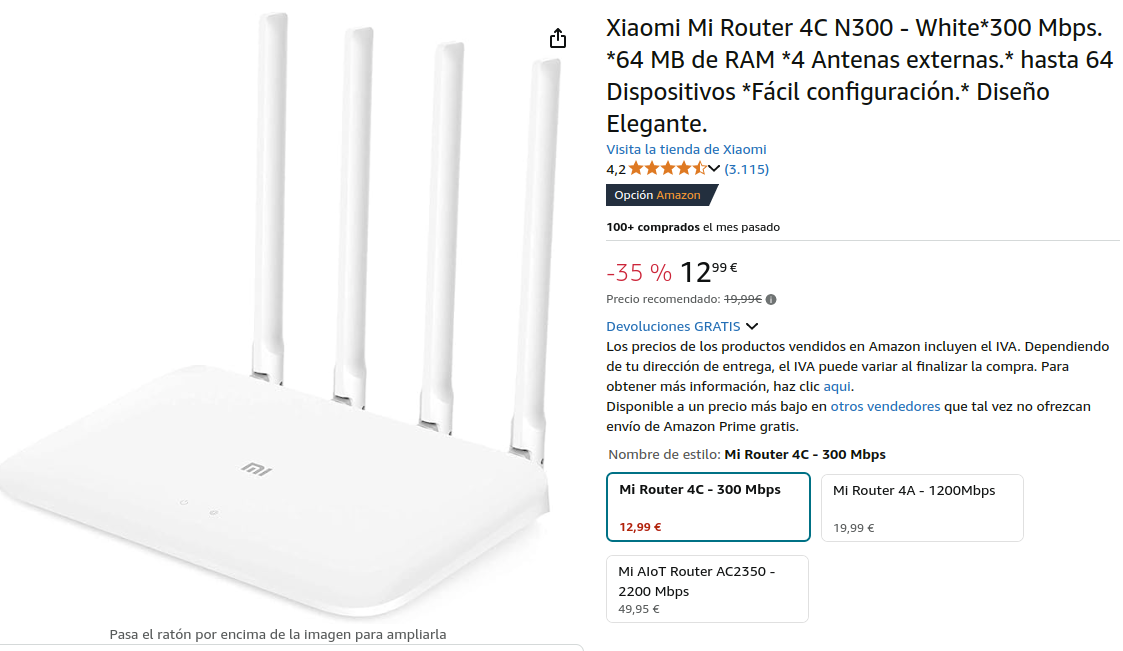 Xiaomi Mi Router 4C N300 - White*300 Mbps.
*64 MB de RAM *4 Antenas externas.* hasta 64
Dispositivos *Fácil configuración.* Diseño
Elegante.
Visita la tienda de Xiaomi
4,2 (3.115)
Opción Amazon
100+ comprados el mes pasado
-35 % 12 99 €
Precio recomendado: 19,99€
Devoluciones GRATIS
Los precios de los productos vendidos en Amazon incluyen el IVA. Dependiendo
de tu dirección de entrega, el IVA puede variar al finalizar la compra. Para
obtener más información, haz clic aqui.
Disponible a un precio más bajo en otros vendedores que tal vez no ofrezcan
envío de Amazon Prime gratis.
Nombre de estilo: Mi Router 4C - 300 Mbps
Mi Router 4C - 300 Mbps
12,99 €
Mi Router 4A - 1200Mbps
19,99 €
Mi AIoT Router AC2350 -
2200 Mbps
49,95 €
MI
Pasa el ratón por encima de la imagen para ampliarla